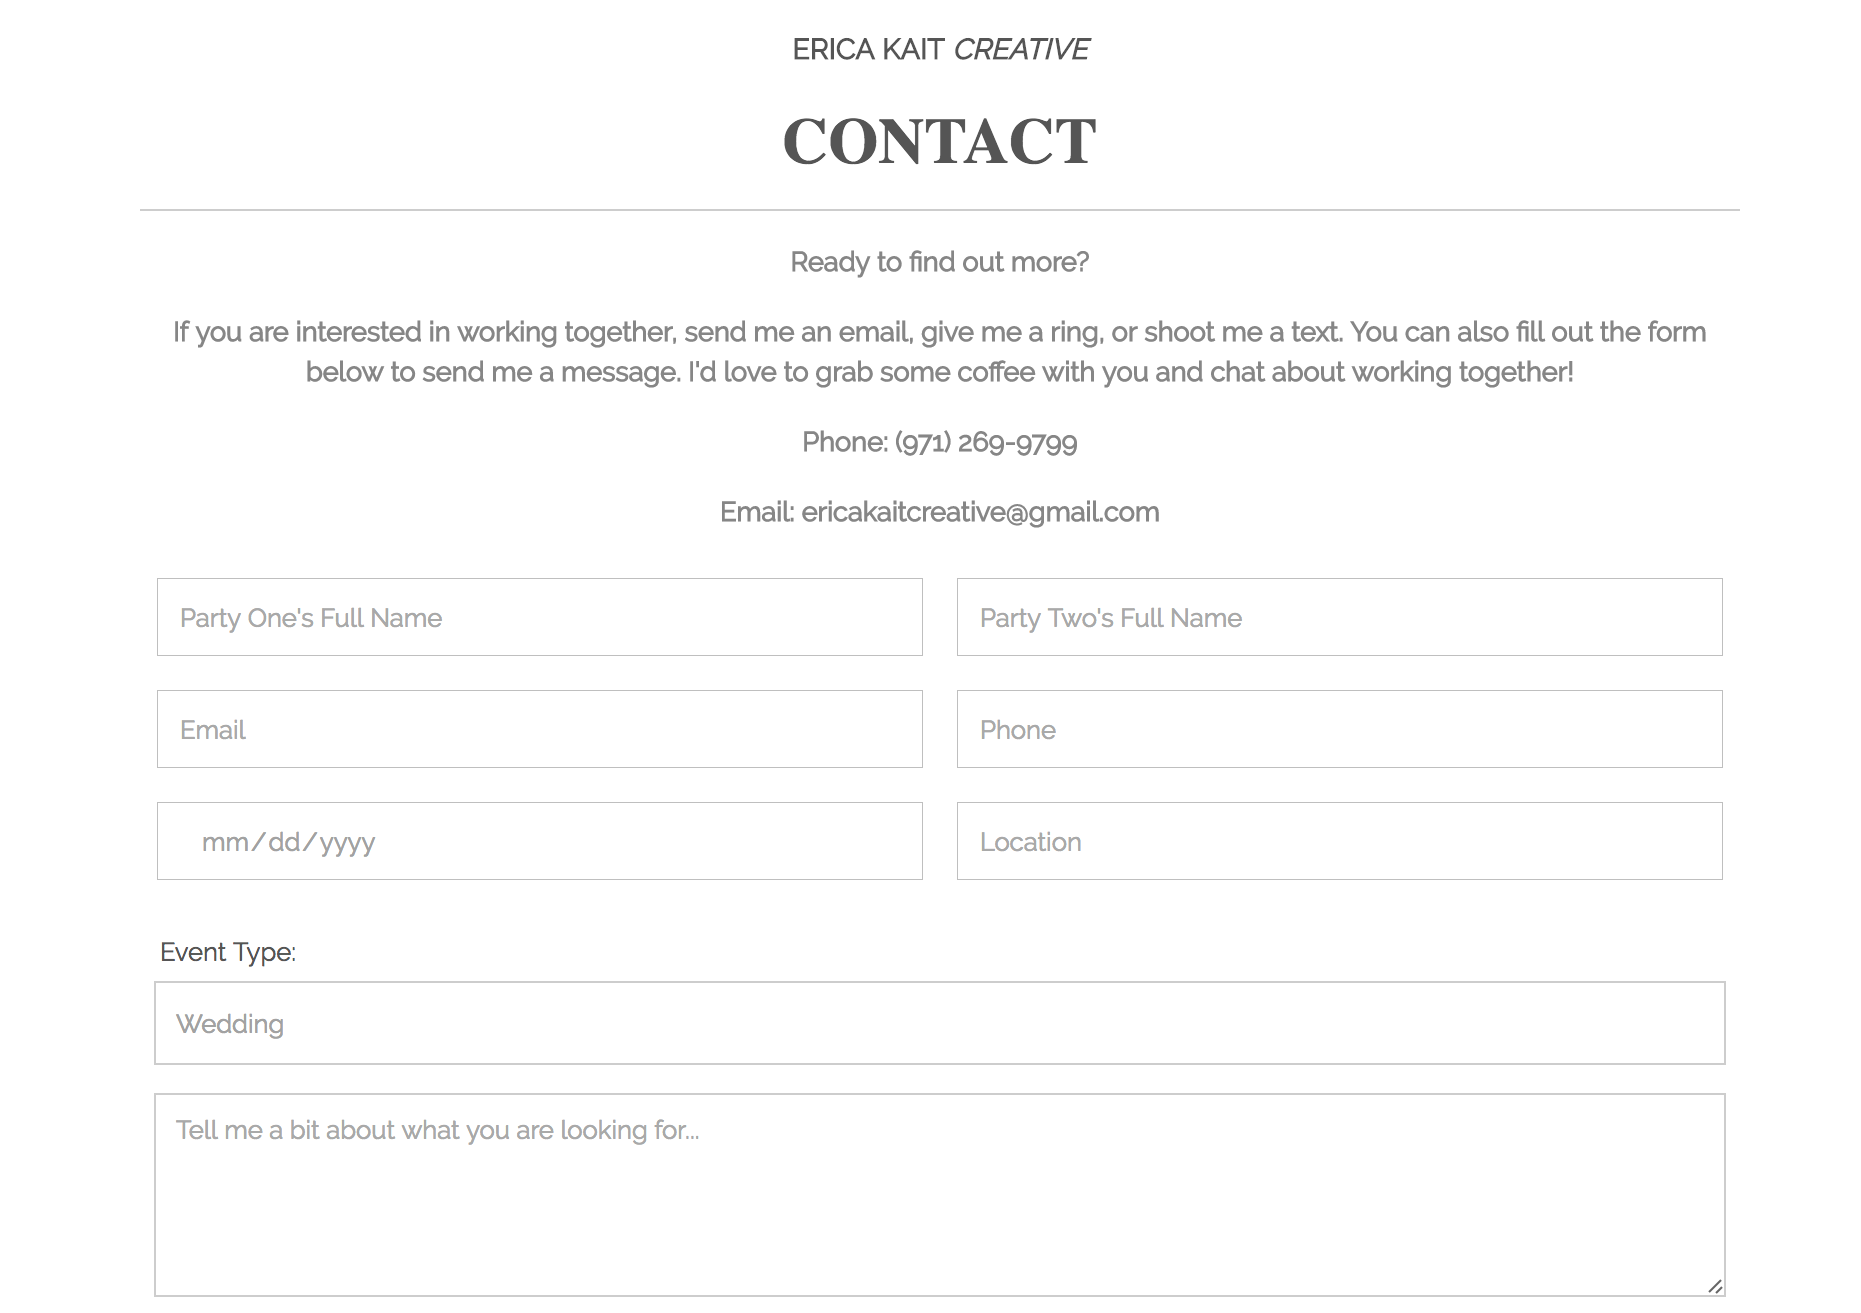 ERICA KAIT CREATIVE
CONTACT
Ready to find out more?
If you are interested in working together, send me an email, give me a ring, or shoot me a text. You can also fill out the form
below to send me a message. I'd love to grab some coffee with you and chat about working together!
Phone: (971) 269-9799
Email: ericakaitcreative@gmail.com
Party One's Full Name
Party Two's Full Name
Email
Phone
mm/dd/yyyy
Location
Event Type:
Wedding
Tell me a bit about what you are looking for...